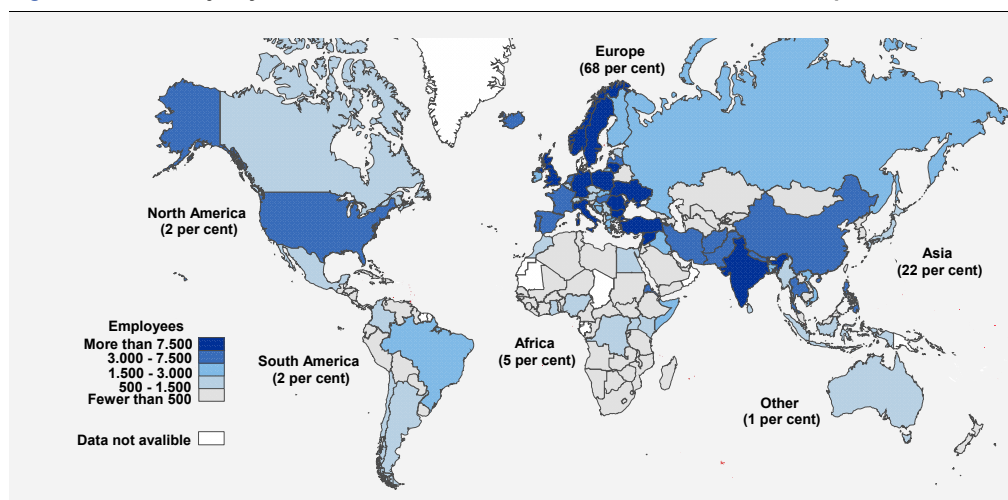 Europe
(68 per cent)
North America
(2 per cent)
Asia
(22 per cent)
Employees
More than 7.500
3.000 - 7.500
1.500 - 3.000
500 - 1.500
Fewer than 500
Data not avalible
South America
(2 per cent)
Africa
(5 per cent)
Other
(1 per cent)